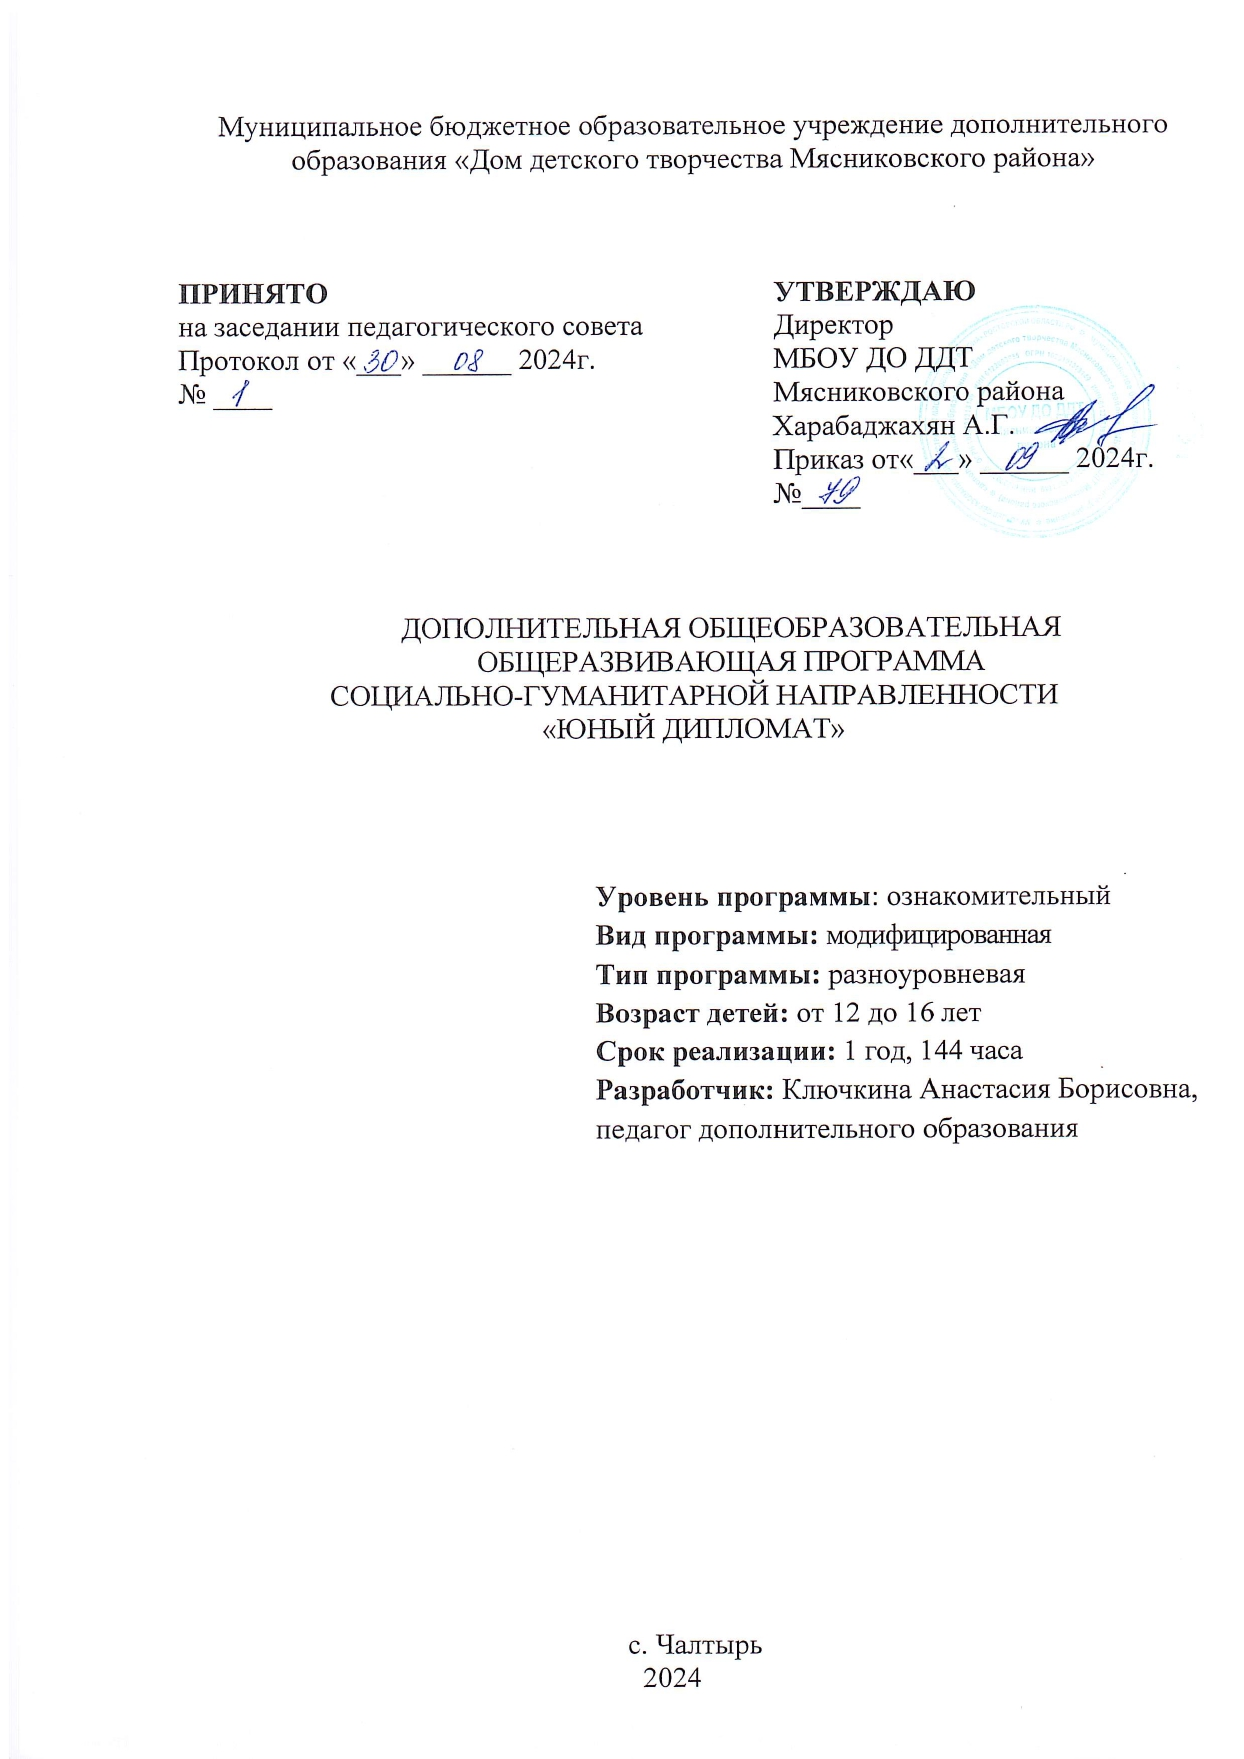 Муниципальное бюджетное образовательное учреждение дополнительного
образования «Дом детского творчества Мясниковского района»
ПРИНЯТО
на заседании педагогического совета
Протокол от «30» 08 2024г.
№ 1
УТВЕРЖДАЮ
Директор
МБОУ ДО ДДТ
Мясниковского района
Харабаджахян А.Г.
Приказ от«2» 09 2024г.
№ 79
ДОПОЛНИТЕЛЬНАЯ ОБЩЕОБРАЗОВАТЕЛЬНАЯ
ОБЩЕРАЗВИВАЮЩАЯ ПРОГРАММА
СОЦИАЛЬНО-ГУМАНИТАРНОЙ НАПРАВЛЕННОСТИ
«ЮНЫЙ ДИПЛОМАТ»
Уровень программы: ознакомительный
Вид программы: модифицированная
Тип программы: разноуровневая
Возраст детей: от 12 до 16 лет
Срок реализации: 1 год, 144 часа
Разработчик: Ключкина Анастасия Борисовна,
педагог дополнительного образования
с. Чалтырь
2024